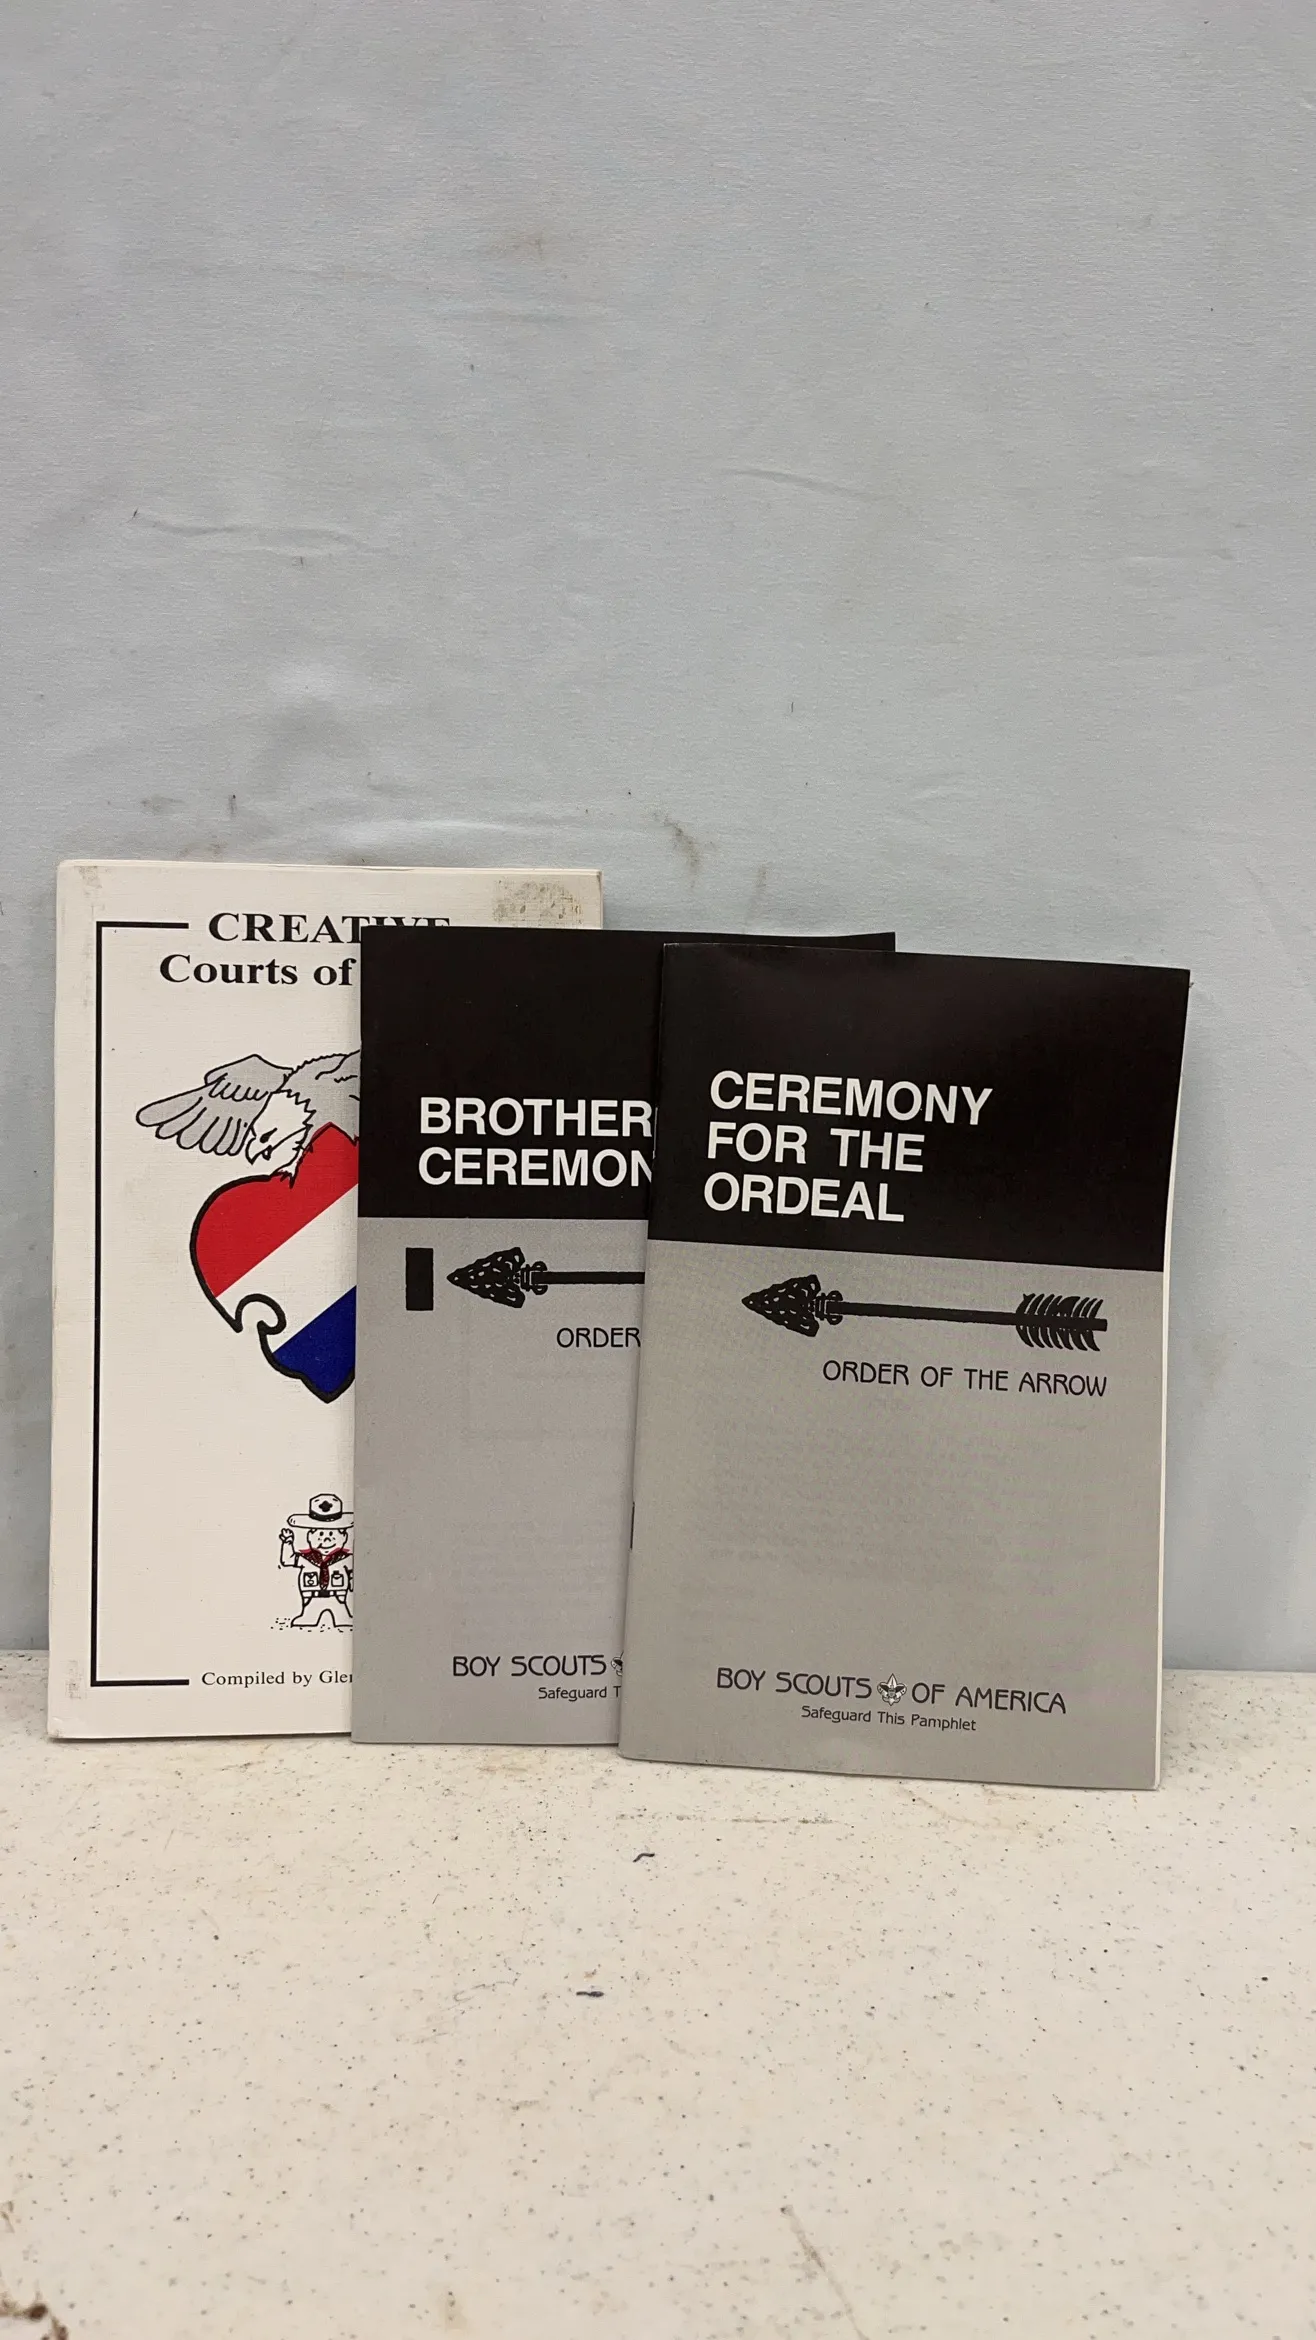 CREATIVE
Courts of
Compiled by
BROTHER
CEREMON
ORDER
BOY SCOUTS
Safeguard
CEREMONY
FOR THE
ORDEAL
ORDER OF THE ARROW
BOY SCOUTS OF AMERICA
Safeguard This Pamphlet